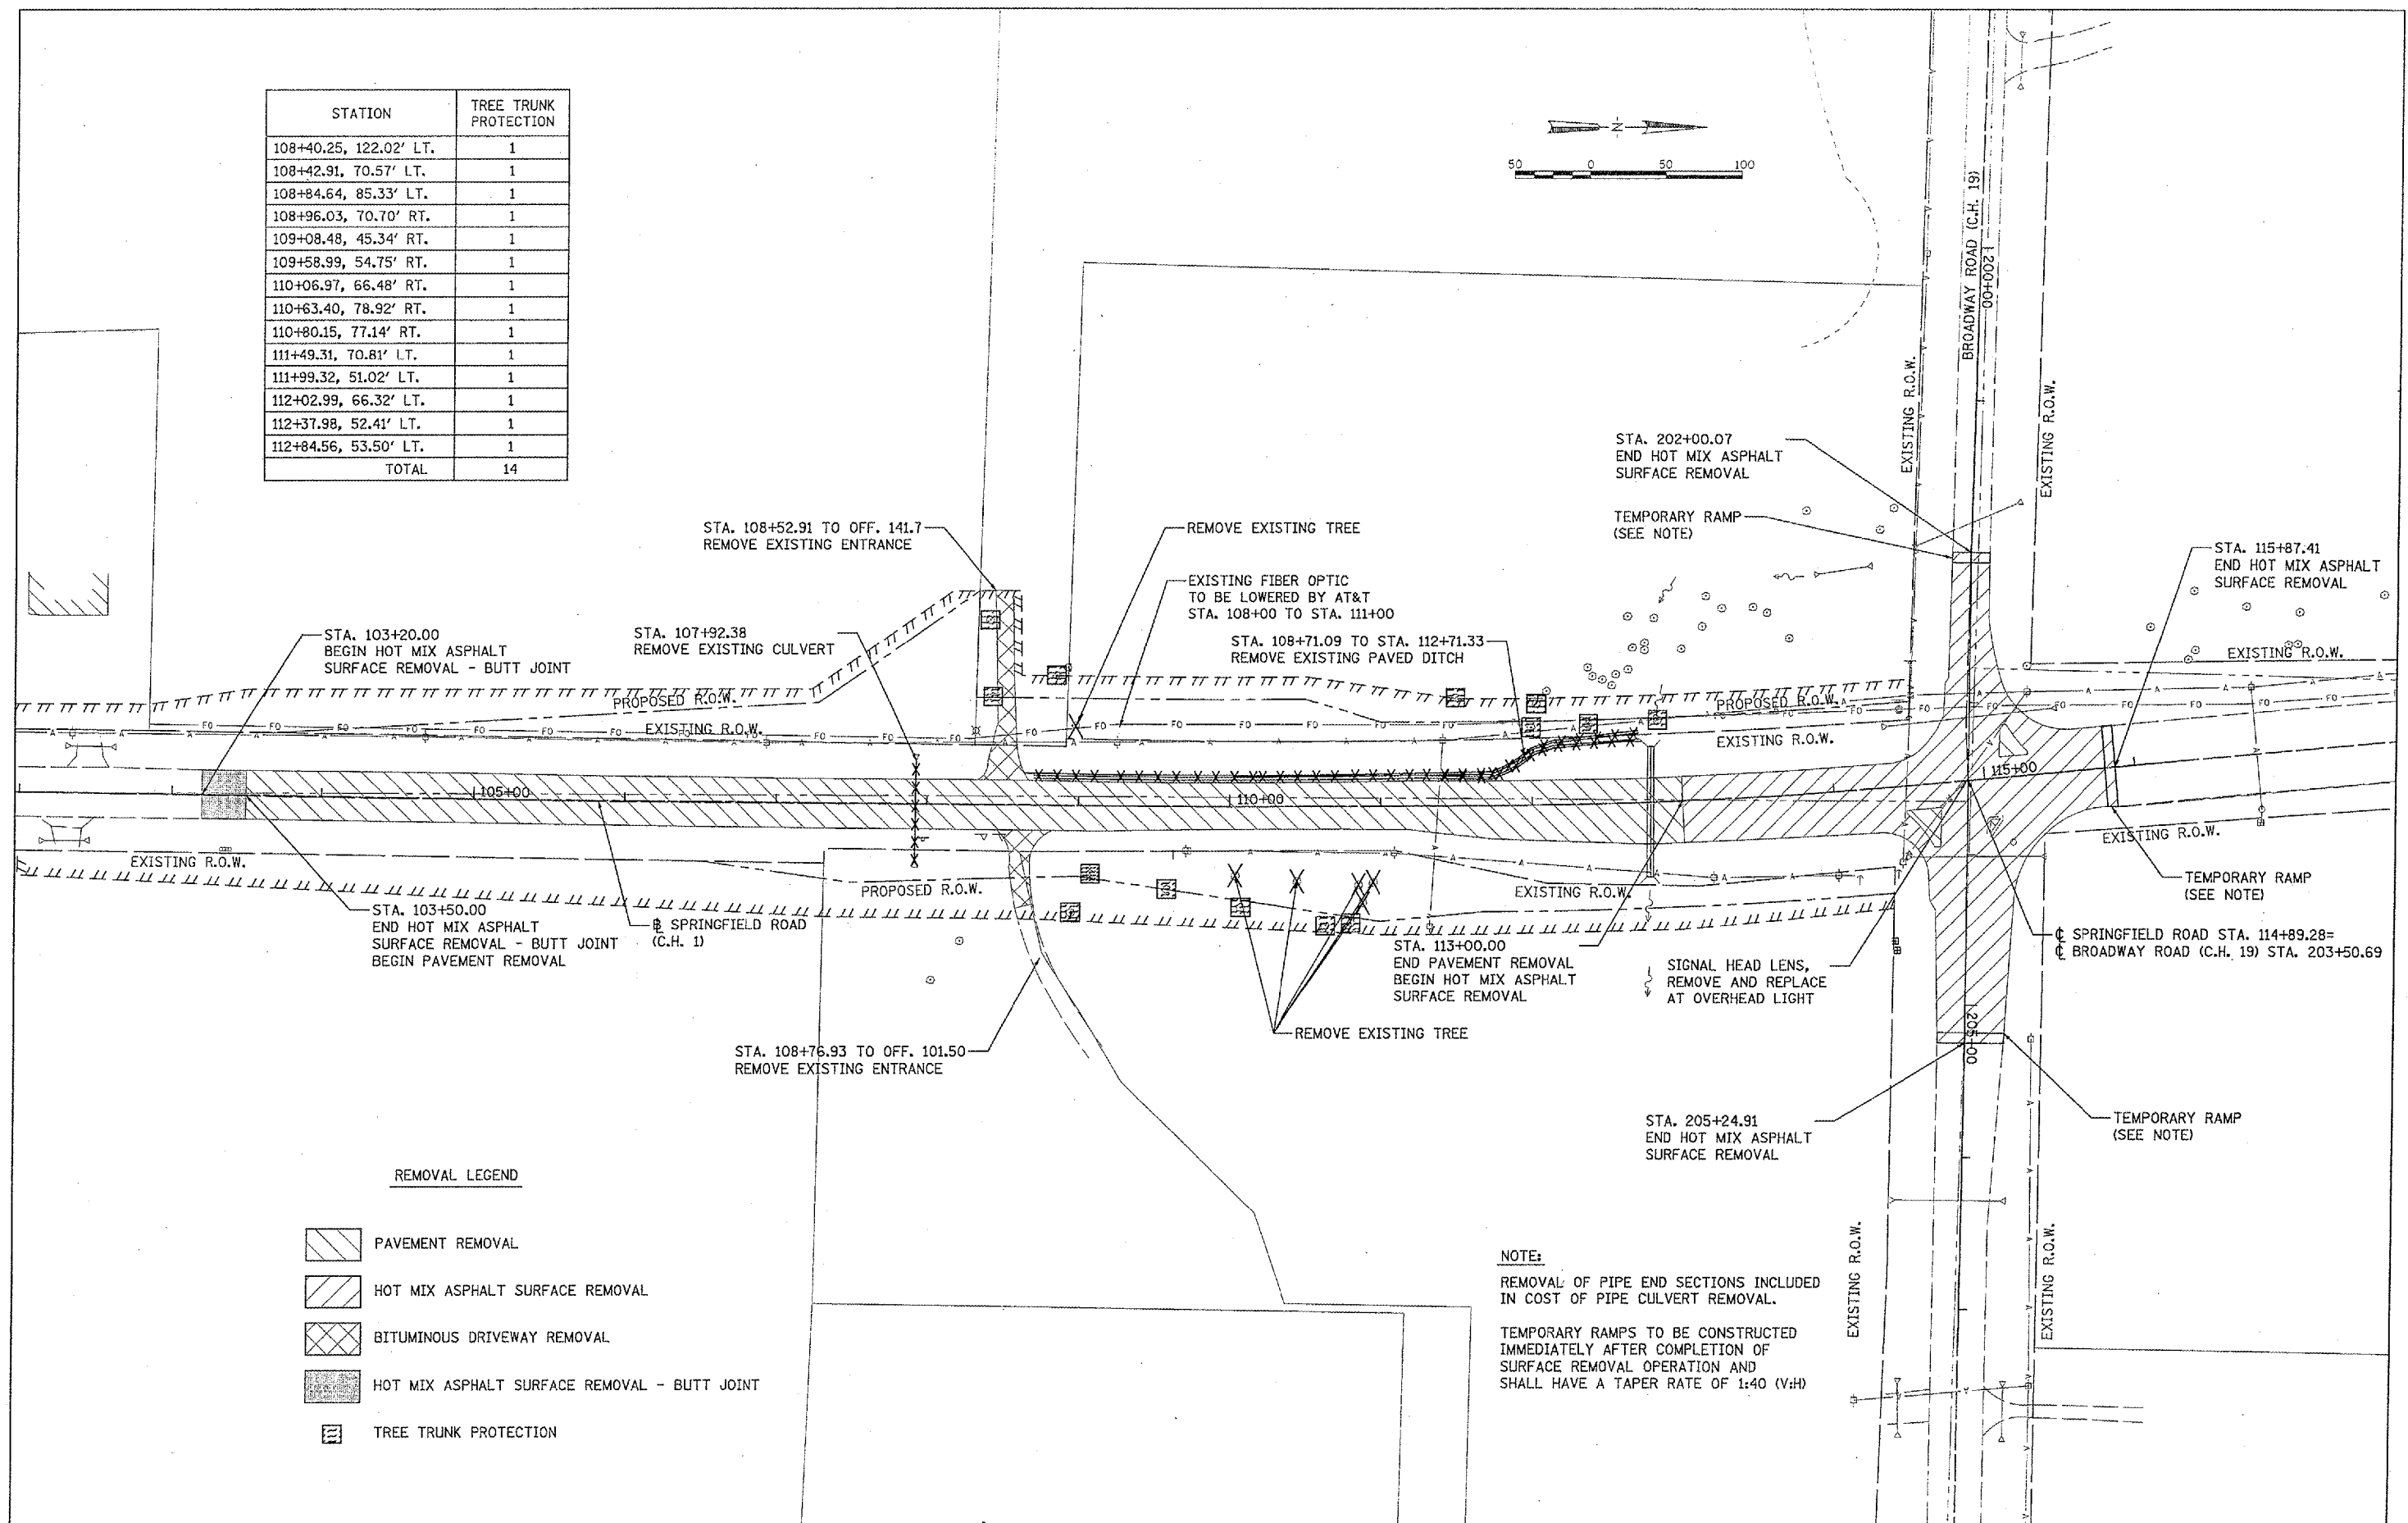 STATION TREE TRUNK
PROTECTION
108+40.25, 122.02' LT. 1
108+42.91, 70.57' LT. 1
108+84.64, 85.33' LT. 1
108+96.03, 70.70' RT. 1
109+08.48, 45.34' RT. 1
109+58.99, 54.75' RT. 1
110+06.97, 66.48' RT. 1
110+63.40, 78.92' RT. 1
110+80.15, 77.14' RT. 1
111+49.31, 70.81' LT. 1
111+99.32, 51.02' LT. 1
112+02.99, 66.32' LT. 1
112+37.98, 52.41' LT. 1
112+84.56, 53.50' LT. 1
TOTAL 14
N
50 0 50 100
BROADWAY ROAD (C.H. 19)
200+00
EXISTING R.O.W.
EXISTING R.O.W.
STA. 202+00.07
END HOT MIX ASPHALT
SURFACE REMOVAL
TEMPORARY RAMP
(SEE NOTE)
STA. 115+87.41
END HOT MIX ASPHALT
SURFACE REMOVAL
STA. 108+52.91 TO OFF. 141.7
REMOVE EXISTING ENTRANCE
REMOVE EXISTING TREE
EXISTING FIBER OPTIC
TO BE LOWERED BY AT&T
STA. 108+00 TO STA. 111+00
STA. 103+20.00
BEGIN HOT MIX ASPHALT
SURFACE REMOVAL - BUTT JOINT
STA. 107+92.38
REMOVE EXISTING CULVERT
STA. 108+71.09 TO STA. 112+71.33
REMOVE EXISTING PAVED DITCH
EXISTING R.O.W.
PROPOSED R.O.W.
PROPOSED R.O.W.
EXISTING R.O.W.
EXISTING R.O.W.
105+00
110+00
115+00
EXISTING R.O.W.
EXISTING R.O.W.
PROPOSED R.O.W.
EXISTING R.O.W.
TEMPORARY RAMP
(SEE NOTE)
STA. 103+50.00
END HOT MIX ASPHALT
SURFACE REMOVAL - BUTT JOINT
BEGIN PAVEMENT REMOVAL
℄ SPRINGFIELD ROAD
(C.H. 1)
STA. 113+00.00
END PAVEMENT REMOVAL
BEGIN HOT MIX ASPHALT
SURFACE REMOVAL
SIGNAL HEAD LENS,
REMOVE AND REPLACE
AT OVERHEAD LIGHT
℄ SPRINGFIELD ROAD STA. 114+89.28=
℄ BROADWAY ROAD (C.H. 19) STA. 203+50.69
REMOVE EXISTING TREE
205+00
STA. 108+76.93 TO OFF. 101.50
REMOVE EXISTING ENTRANCE
STA. 205+24.91
END HOT MIX ASPHALT
SURFACE REMOVAL
TEMPORARY RAMP
(SEE NOTE)
REMOVAL LEGEND
PAVEMENT REMOVAL
HOT MIX ASPHALT SURFACE REMOVAL
BITUMINOUS DRIVEWAY REMOVAL
HOT MIX ASPHALT SURFACE REMOVAL - BUTT JOINT
TREE TRUNK PROTECTION
EXISTING R.O.W.
EXISTING R.O.W.
NOTE:
REMOVAL OF PIPE END SECTIONS INCLUDED
IN COST OF PIPE CULVERT REMOVAL.
TEMPORARY RAMPS TO BE CONSTRUCTED
IMMEDIATELY AFTER COMPLETION OF
SURFACE REMOVAL OPERATION AND
SHALL HAVE A TAPER RATE OF 1:40 (V:H)